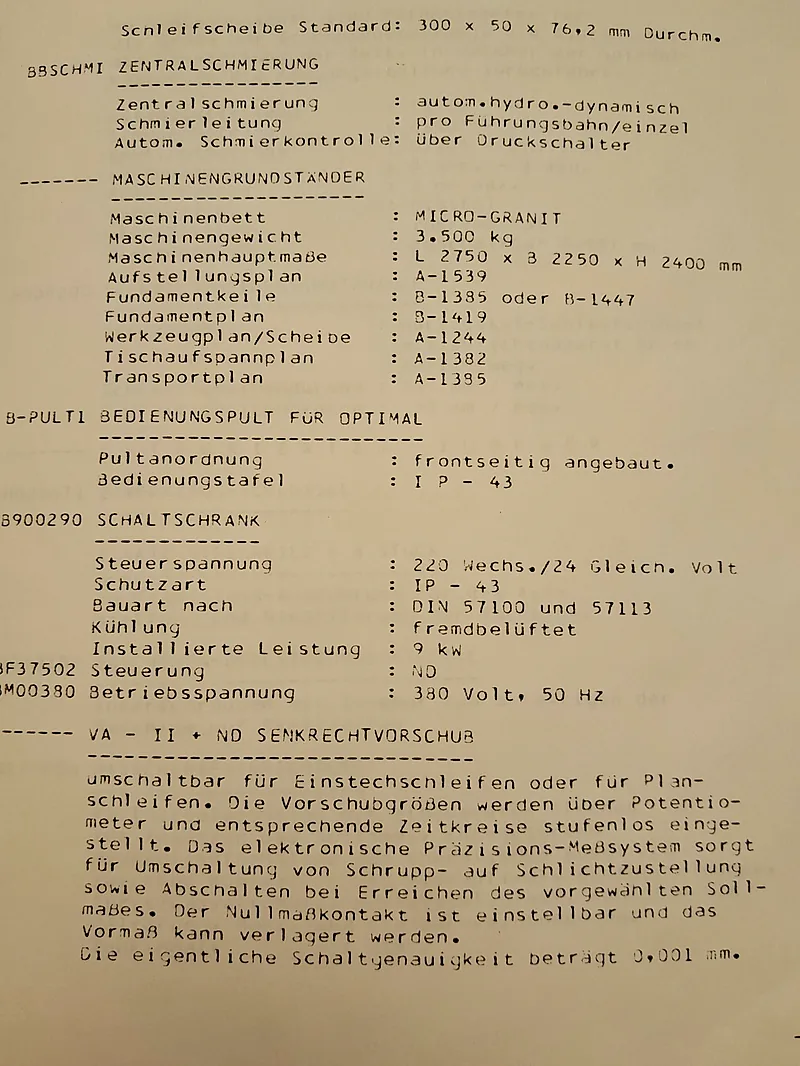 Schleifscheibe Standard: 300 x 50 x 76,2 mm Durchm.
BBSCHMI ZENTRALSCHMIERUNG
Zentralschmierung : autom.hydro.-dynamisch
Schmierleitung : pro Führungsbahn/einzel
Autom. Schmierkontrolle: über Druckschalter
------- MASCHINENGRUNDSTÄNDER
Maschinenbett : MICRO-GRANIT
Maschinengewicht : 3.500 kg
Maschinenhauptmaße : L 2750 x B 2250 x H 2400 mm
Aufstellungsplan : A-1539
Fundamentkeile : B-1385 oder B-1447
Fundamentplan : B-1419
Werkzeugplan/Scheibe : A-1244
Tischaufspannplan : A-1382
Transportplan : A-1385
B-PULT1 BEDIENUNGSPULT FÜR OPTIMAL
Pultanordnung : frontseitig angebaut.
Bedienungstafel : I P - 43
B900290 SCHALTSCHRANK
Steuerspannung : 220 Wechs./24 Gleich. Volt
Schutzart : IP - 43
Bauart nach : DIN 57100 und 57113
Kühlung : fremdbelüftet
Installierte Leistung : 9 kW
BF37502 Steuerung : ND
BM00380 Betriebsspannung : 380 Volt, 50 Hz
------ VA - II + ND SENKRECHTVORSCHUB
umschaltbar für Einstechschleifen oder für Plan-
schleifen. Die Vorschubgrößen werden über Potentio-
meter und entsprechende Zeitkreise stufenlos einge-
stellt. Das elektronische Präzisions-Meßsystem sorgt
für Umschaltung von Schrupp- auf Schlichtzustellung
sowie Abschalten bei Erreichen des vorgewählten Soll-
maßes. Der Nullmaßkontakt ist einstellbar und das
Vormaß kann verlagert werden.
Die eigentliche Schaltgenauigkeit beträgt 0,001 mm.